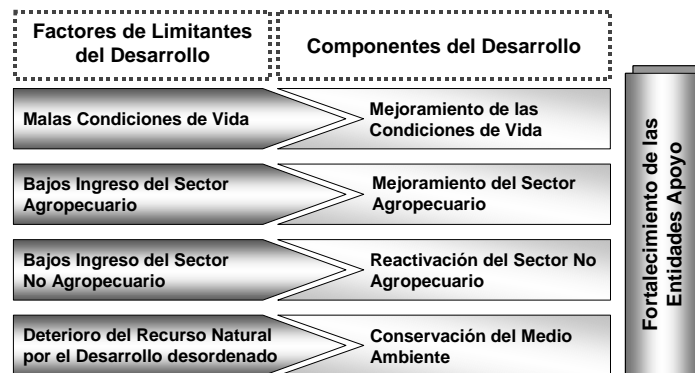 Factores de Limitantes
del Desarrollo
Componentes del Desarrollo
Malas Condiciones de Vida
Mejoramiento de las
Condiciones de Vida
Bajos Ingreso del Sector
Agropecuario
Mejoramiento del Sector
Agropecuario
Bajos Ingreso del Sector
No Agropecuario
Reactivación del Sector No
Agropecuario
Deterioro del Recurso Natural
por el Desarrollo desordenado
Conservación del Medio
Ambiente
Fortalecimiento de las
Entidades Apoyo